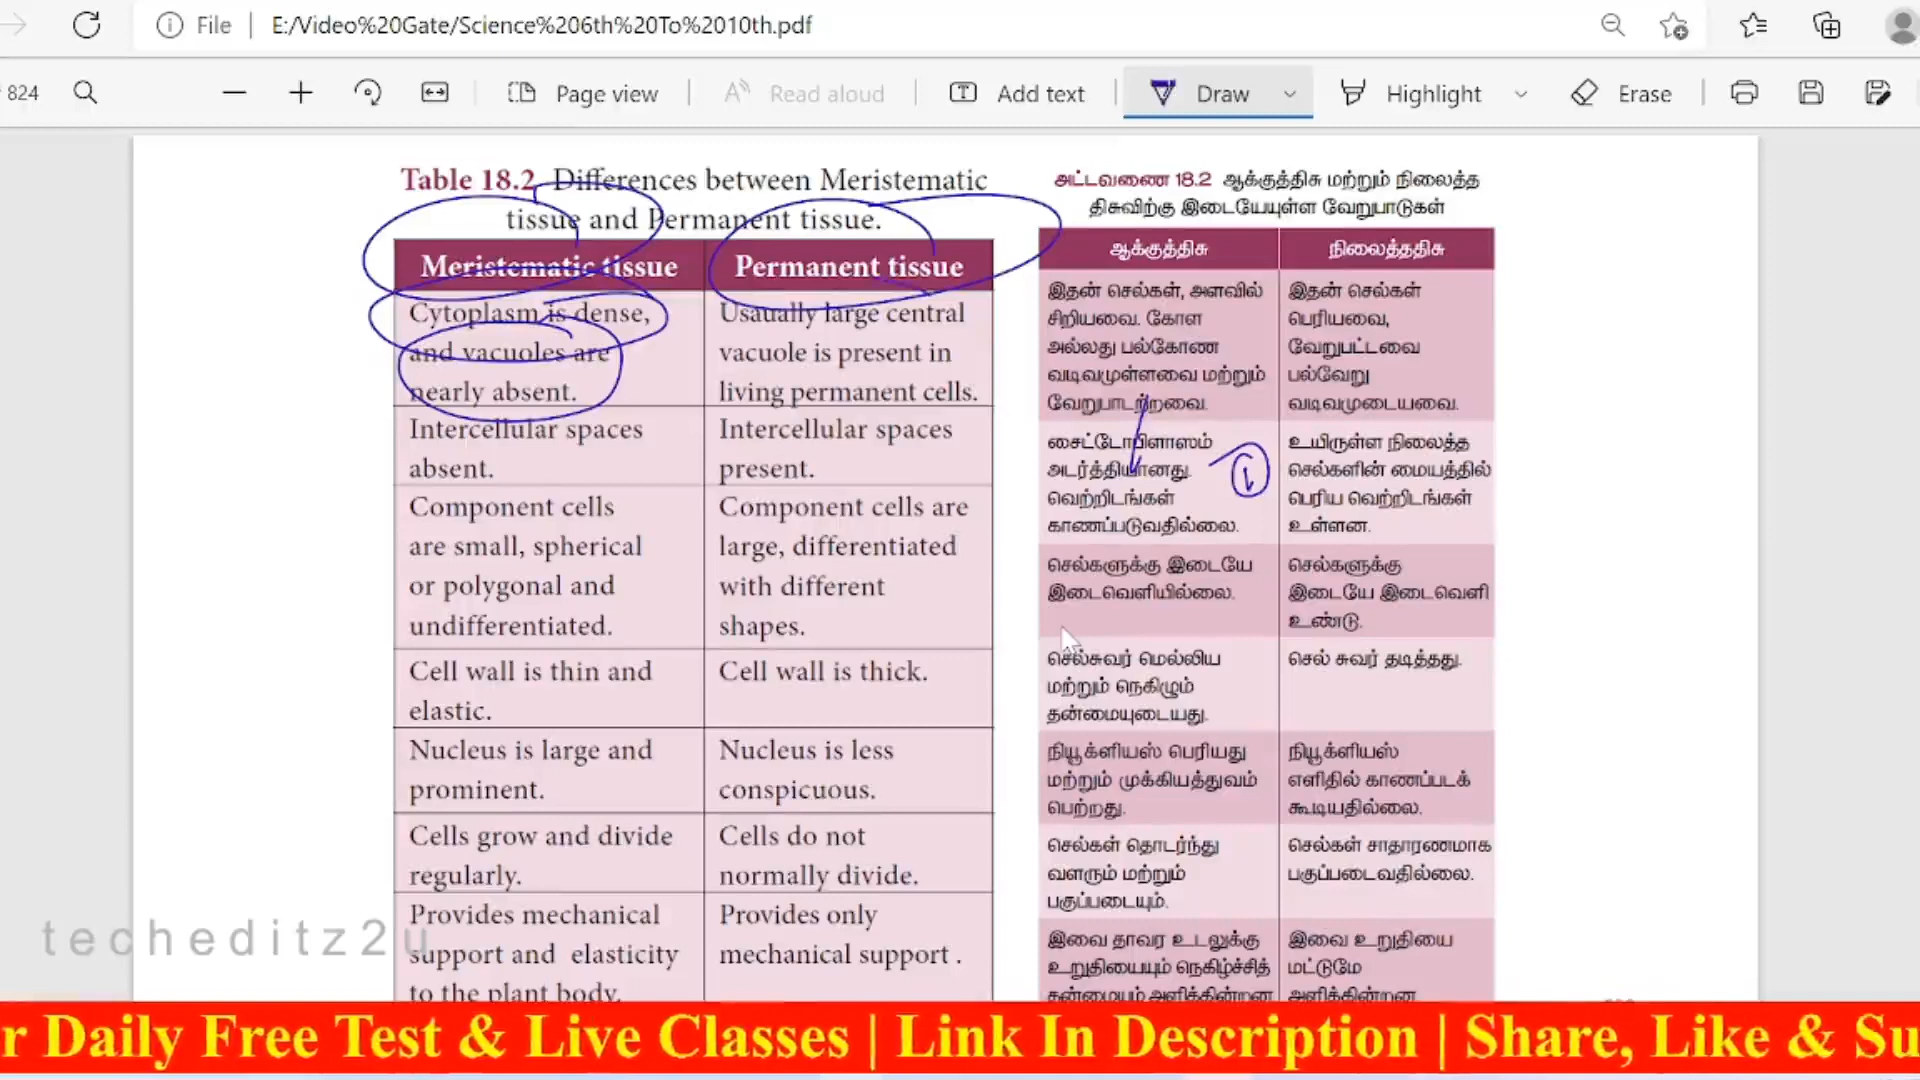 File
E:/Video%20Gate/Science%206th%20To%2010th.pdf
824
Page view
Read aloud
Add text
Draw
Highlight
Erase
Table 18.2 Differences between Meristematic
tissue and Permanent tissue.
Meristematic tissue
Permanent tissue
Cytoplasm is dense,
and vacuoles are
nearly absent.
Usaually large central
vacuole is present in
living permanent cells.
Intercellular spaces
absent.
Intercellular spaces
present.
Component cells
are small, spherical
or polygonal and
undifferentiated.
Component cells are
large, differentiated
with different
shapes.
Cell wall is thin and
elastic.
Cell wall is thick.
Nucleus is large and
prominent.
Nucleus is less
conspicuous.
Cells grow and divide
regularly.
Cells do not
normally divide.
Provides mechanical
support and elasticity
to the plant body.
Provides only
mechanical support .
அட்டவணை 18.2 ஆக்குத்திசு மற்றும் நிலைத்த
திசுவிற்கு இடையேயுள்ள வேறுபாடுகள்
ஆக்குத்திசு
நிலைத்ததிசு
இதன் செல்கள், அளவில்
சிறியவை. கோள
அல்லது பல்கோண
வடிவமுள்ளவை மற்றும்
வேறுபாடற்றவை.
இதன் செல்கள்
பெரியவை,
வேறுபட்டவை
பல்வேறு
வடிவமுடையவை.
சைட்டோபிளாஸம்
அடர்த்தியானது.
வெற்றிடங்கள்
காணப்படுவதில்லை.
உயிருள்ள நிலைத்த
செல்களின் மையத்தில்
பெரிய வெற்றிடங்கள்
உள்ளன.
செல்களுக்கு இடையே
இடைவெளியில்லை.
செல்களுக்கு
இடையே இடைவெளி
உண்டு.
செல்சுவர் மெல்லிய
மற்றும் நெகிழும்
தன்மையுடையது.
செல் சுவர் தடித்தது.
நியூக்ளியஸ் பெரியது
மற்றும் முக்கியத்துவம்
பெற்றது.
நியூக்ளியஸ்
எளிதில் காணப்படக்
கூடியதில்லை.
செல்கள் தொடர்ந்து
வளரும் மற்றும்
பகுப்படையும்.
செல்கள் சாதாரணமாக
பகுப்படைவதில்லை.
இவை தாவர உடலுக்கு
உறுதியையும் நெகிழ்ச்சித்
தன்மையும் அளிக்கின்றன
இவை உறுதியை
மட்டுமே
அளிக்கின்றன
techeditz2u
r Daily Free Test & Live Classes | Link In Description | Share, Like & Su